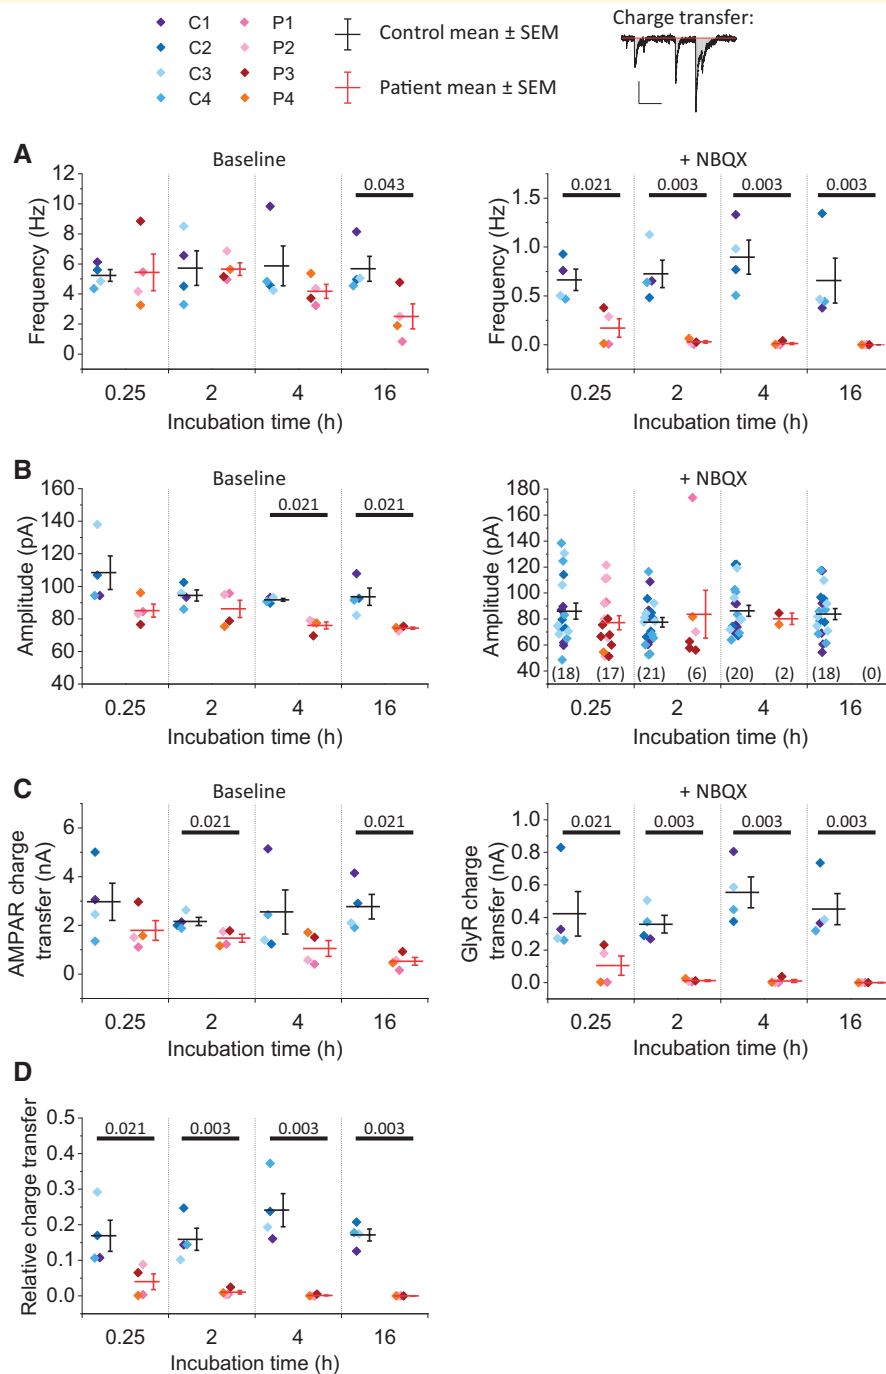 C1 P1 Control mean ± SEM Charge transfer:
C2 P2
C3 P3 Patient mean ± SEM
C4 P4
A
Baseline + NBQX
Frequency (Hz)
12
10
8
6
4
2
0
0.043
0.25 2 4 16
Incubation time (h)
Frequency (Hz)
1.5
1.0
0.5
0.0
0.021 0.003 0.003 0.003
0.25 2 4 16
Incubation time (h)
B
Baseline + NBQX
Amplitude (pA)
160
140
120
100
80
60
40
0.021 0.021
0.25 2 4 16
Incubation time (h)
Amplitude (pA)
180
160
140
120
100
80
60
40
(18) (17) (21) (6) (20) (2) (18) (0)
0.25 2 4 16
Incubation time (h)
C
Baseline + NBQX
AMPAR charge
transfer (nA)
6
4
2
0
0.021 0.021
0.25 2 4 16
Incubation time (h)
GlyR charge
transfer (nA)
1.0
0.8
0.6
0.4
0.2
0.0
0.021 0.003 0.003 0.003
0.25 2 4 16
Incubation time (h)
D
Relative charge transfer
0.5
0.4
0.3
0.2
0.1
0.0
0.021 0.003 0.003 0.003
0.25 2 4 16
Incubation time (h)